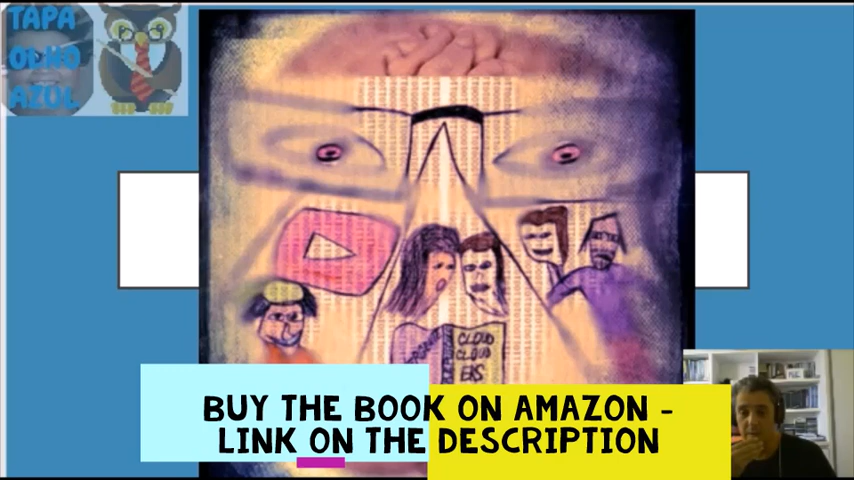 TAPA
OLHO
AZUL
CLOUD
CLOUD
BUY THE BOOK ON AMAZON -
LINK ON THE DESCRIPTION